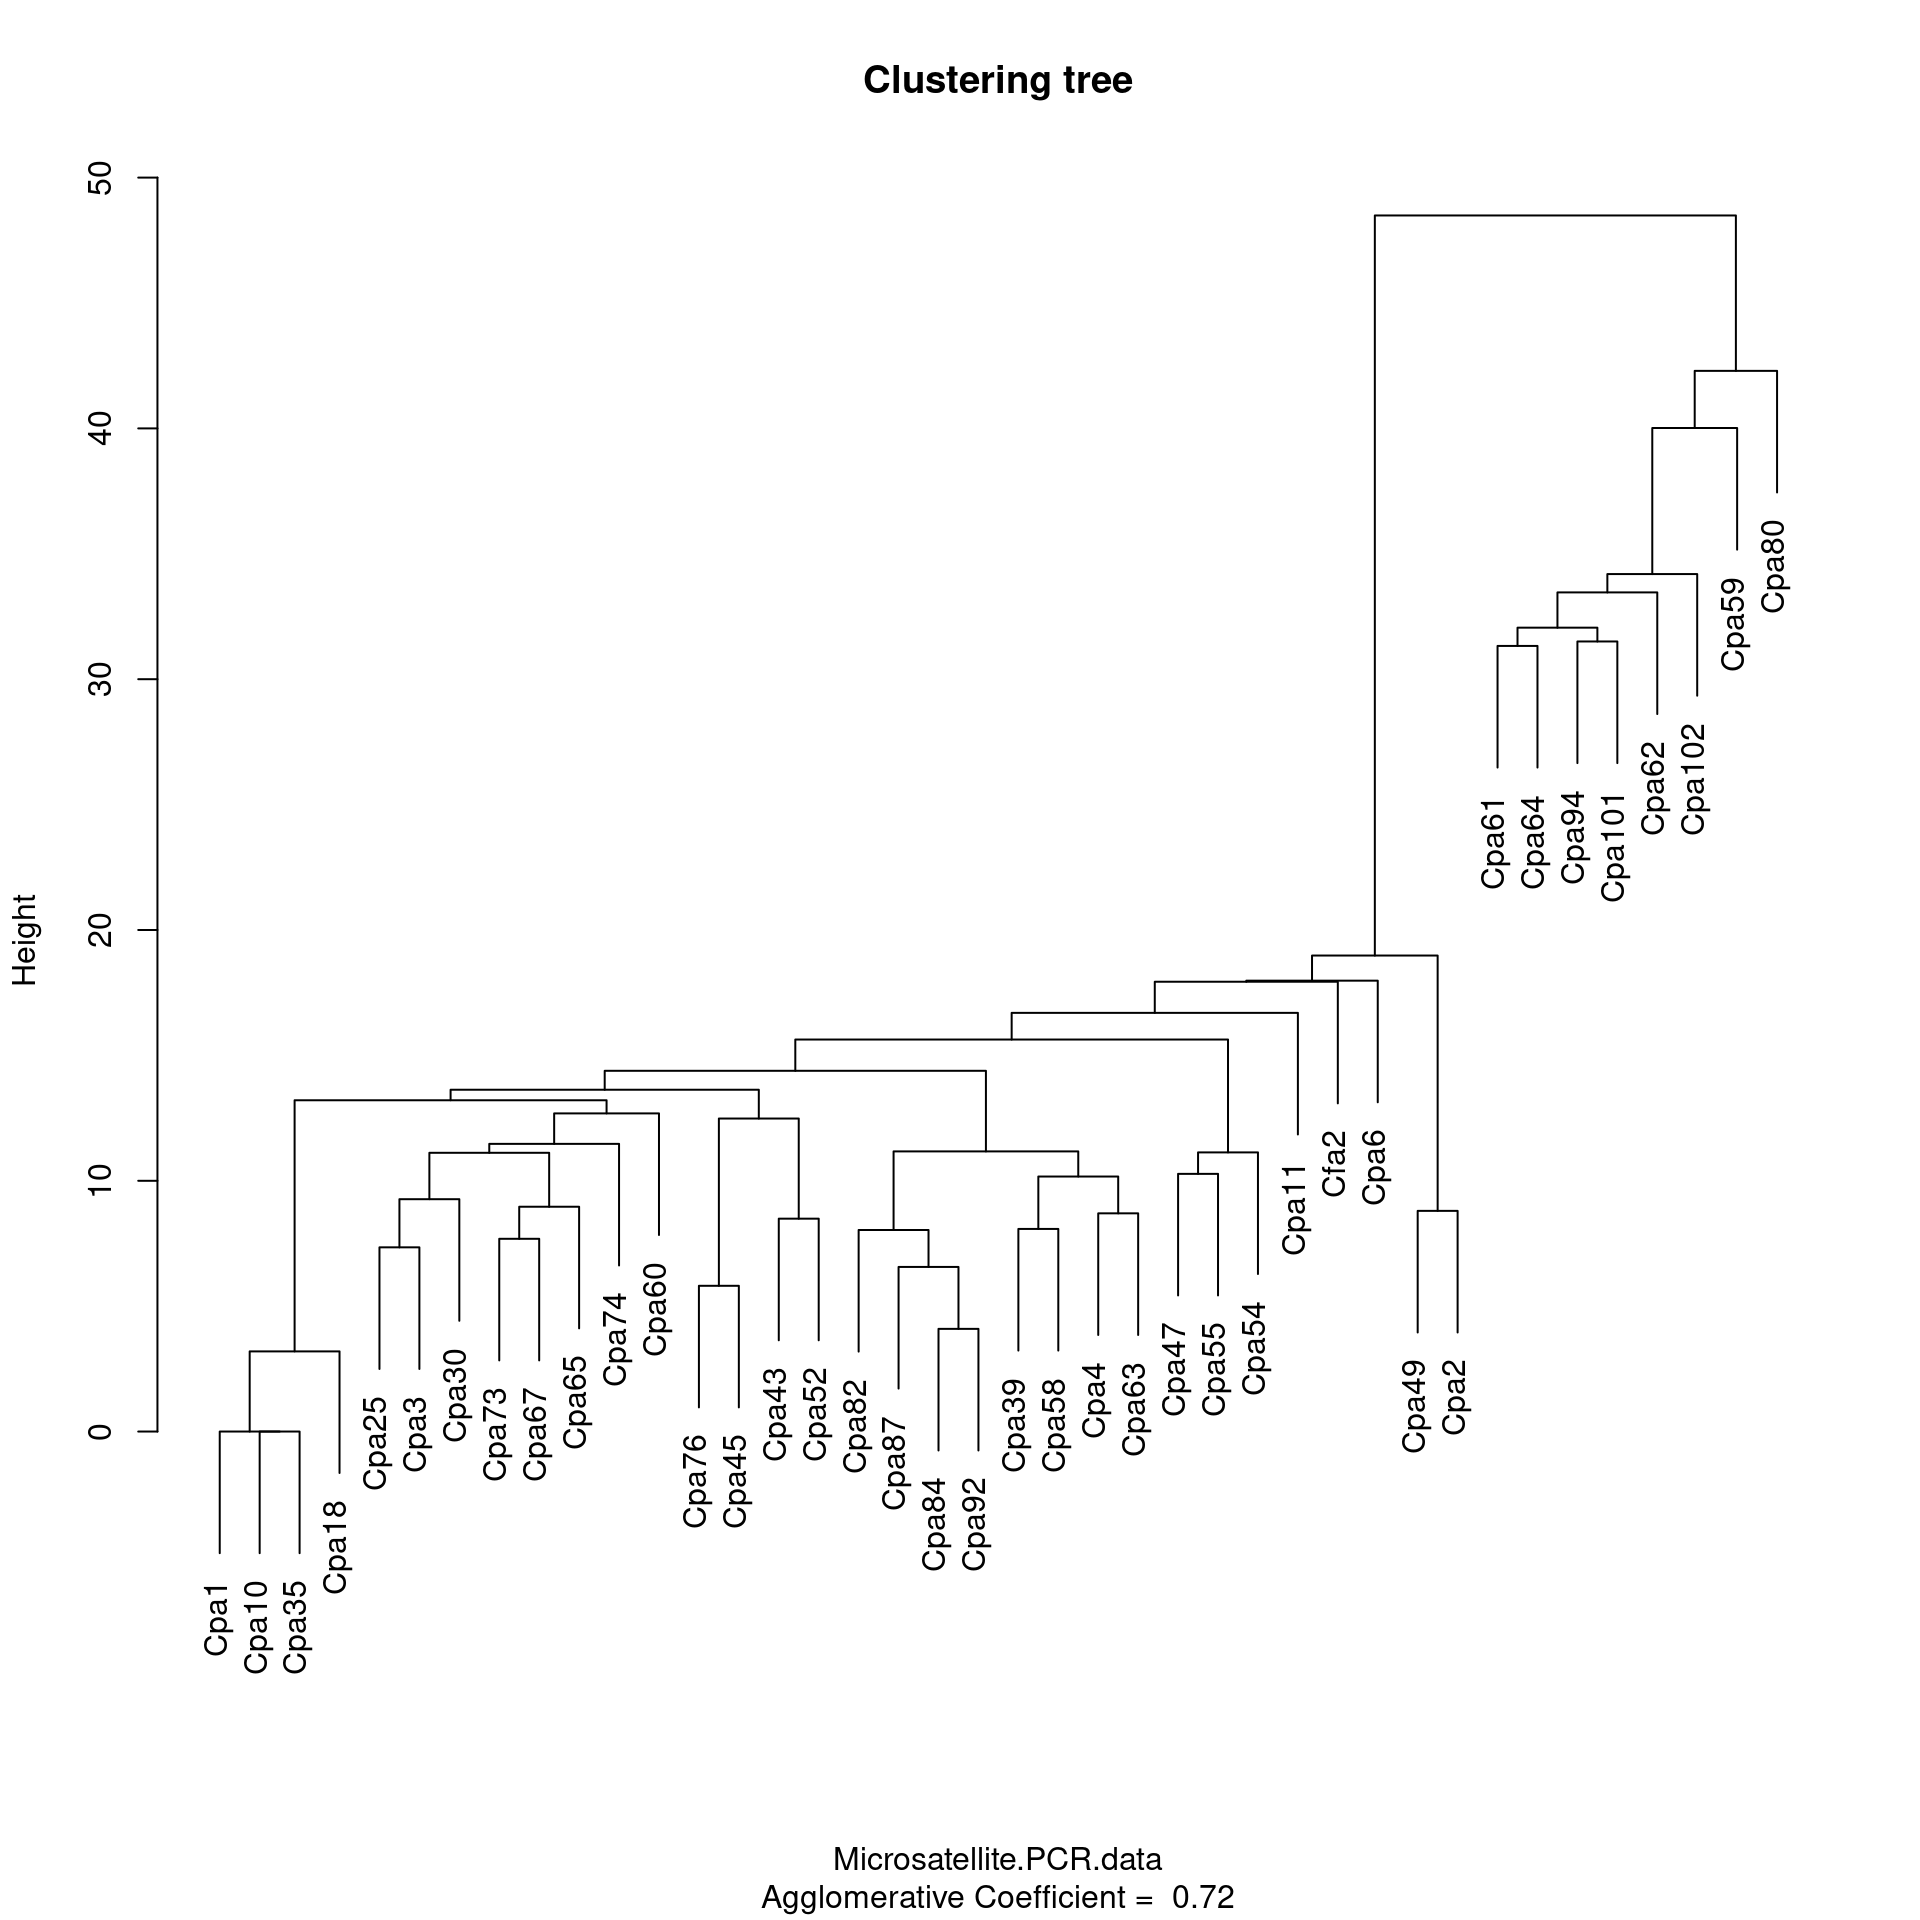 Clustering tree
Height
50
40
30
20
10
0
Cpa1
Cpa10
Cpa35
Cpa18
Cpa25
Cpa3
Cpa30
Cpa73
Cpa67
Cpa65
Cpa74
Cpa60
Cpa76
Cpa45
Cpa43
Cpa52
Cpa82
Cpa87
Cpa84
Cpa92
Cpa39
Cpa58
Cpa4
Cpa63
Cpa47
Cpa55
Cpa54
Cpa11
Cfa2
Cpa6
Cpa49
Cpa2
Cpa61
Cpa64
Cpa94
Cpa101
Cpa62
Cpa102
Cpa59
Cpa80
Microsatellite.PCR.data
Agglomerative Coefficient = 0.72